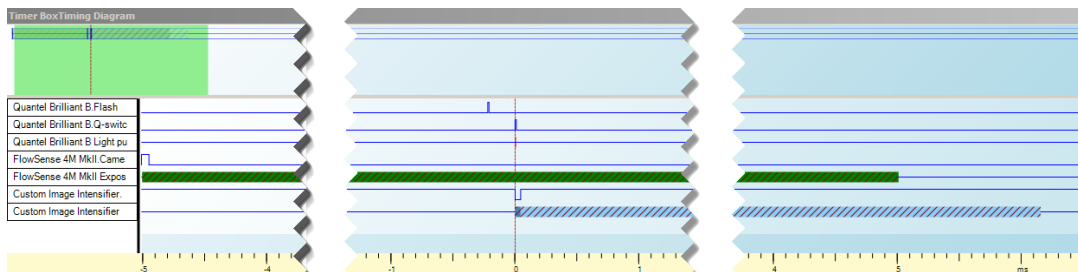 Timer BoxTiming Diagram
Quantel Brilliant B.Flash
Quantel Brilliant B.Q-switc
Quantel Brilliant B Light pu
FlowSense 4M MkII.Came
FlowSense 4M MkII Expos
Custom Image Intensifier.
Custom Image Intensifier
-5 -4 -1 0 1 4 5 ms